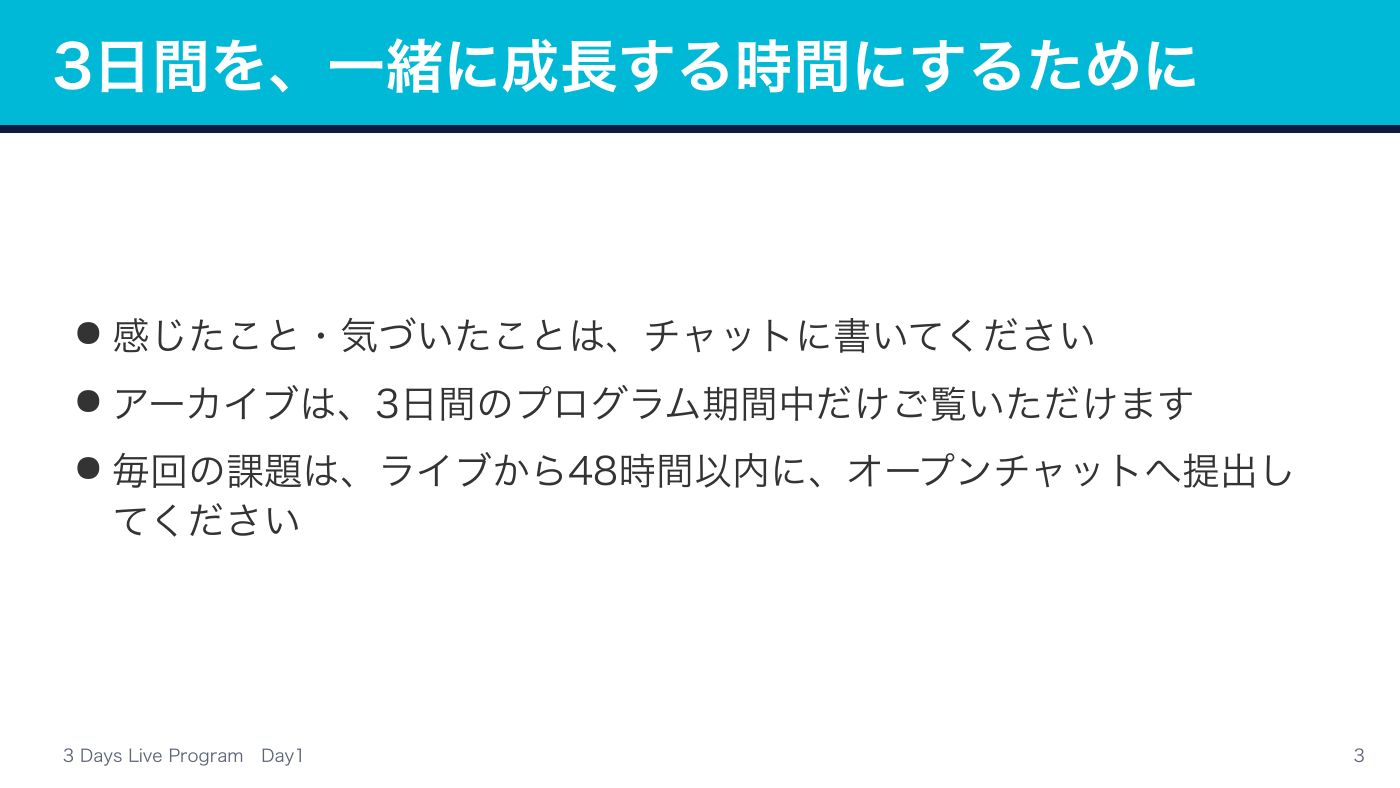 3日間を、一緒に成長する時間にするために
● 感じたこと・気づいたことは、チャットに書いてください
● アーカイブは、3日間のプログラム期間中だけご覧いただけます
● 毎回の課題は、ライブから48時間以内に、オープンチャットへ提出し
てください
3 Days Live Program　Day1
3